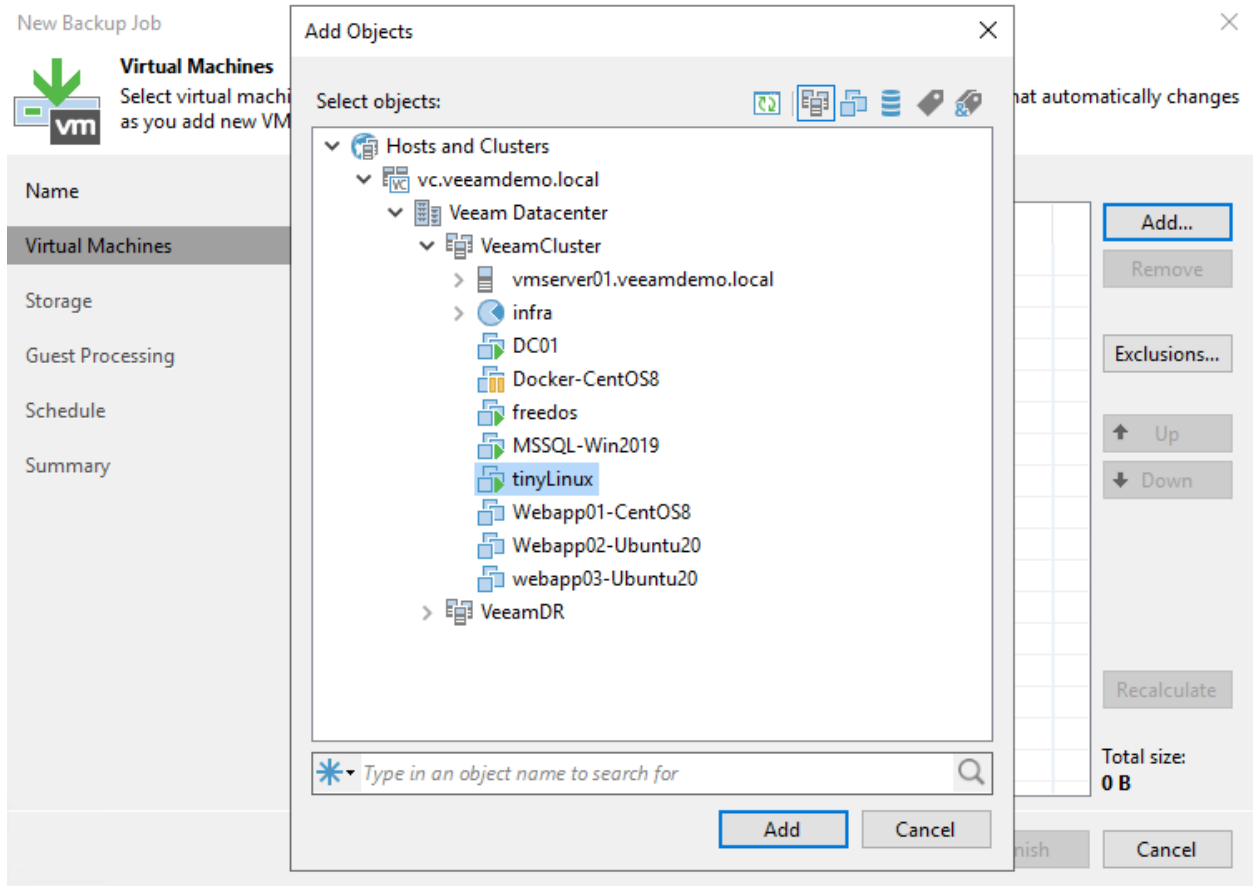 New Backup Job
Virtual Machines
Select virtual machi
as you add new VM
hat automatically changes
vm
Name
Virtual Machines
Storage
Guest Processing
Schedule
Summary
Add Objects
Select objects:
Hosts and Clusters
VC vc.veeamdemo.local
Veeam Datacenter
VeeamCluster
vmserver01.veeamdemo.local
infra
DC01
Docker-CentOS8
freedos
MSSQL-Win2019
tinyLinux
Webapp01-CentOS8
Webapp02-Ubuntu20
webapp03-Ubuntu20
VeeamDR
Type in an object name to search for
Add
Cancel
Add...
Remove
Exclusions...
Up
Down
Recalculate
Total size:
0 B
nish
Cancel